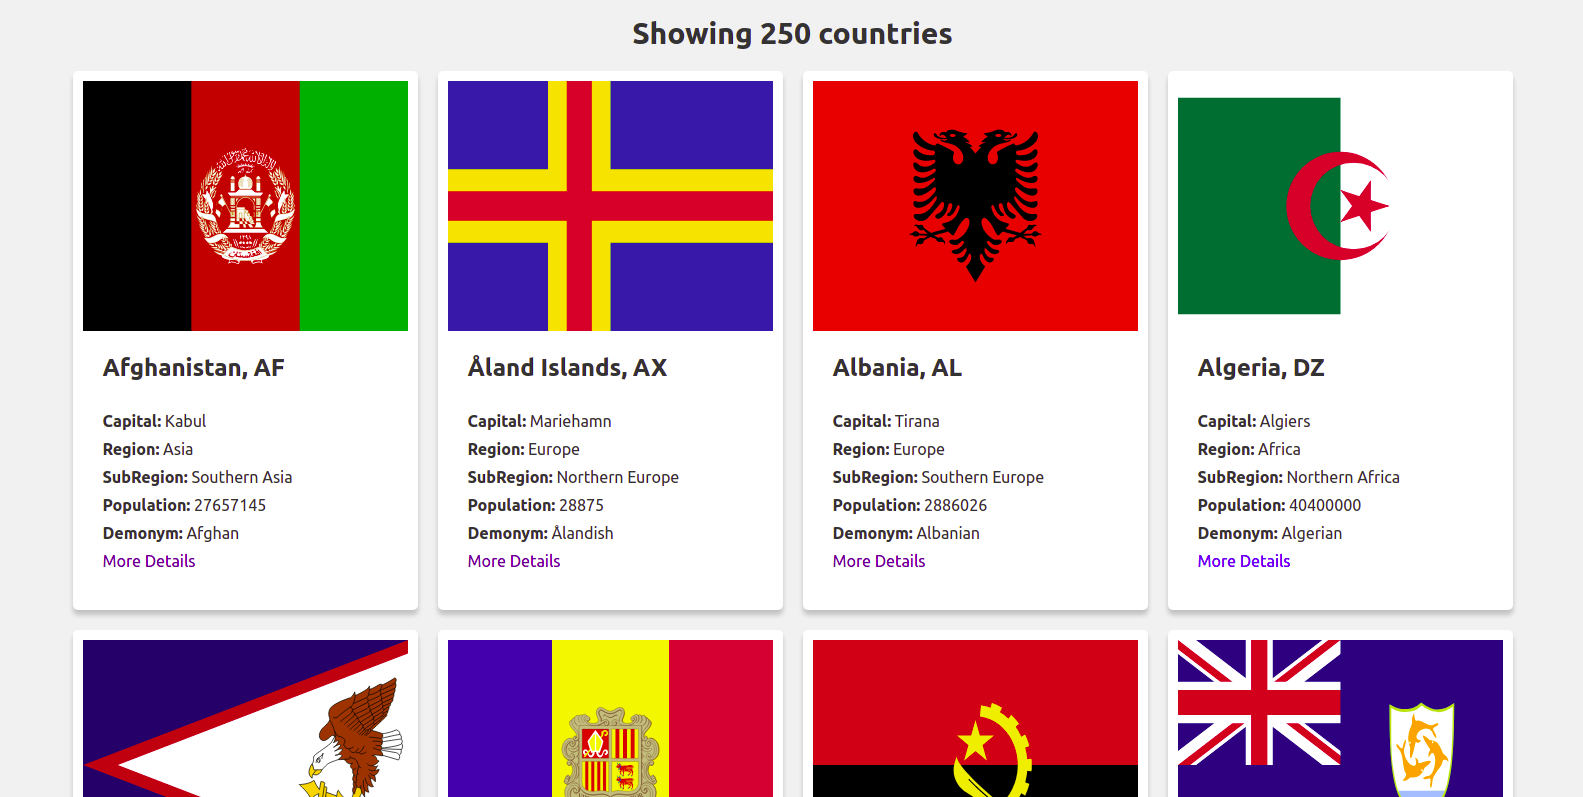 Showing 250 countries
Afghanistan, AF
Capital: Kabul
Region: Asia
SubRegion: Southern Asia
Population: 27657145
Demonym: Afghan
More Details
Åland Islands, AX
Capital: Mariehamn
Region: Europe
SubRegion: Northern Europe
Population: 28875
Demonym: Ålandish
More Details
Albania, AL
Capital: Tirana
Region: Europe
SubRegion: Southern Europe
Population: 2886026
Demonym: Albanian
More Details
Algeria, DZ
Capital: Algiers
Region: Africa
SubRegion: Northern Africa
Population: 40400000
Demonym: Algerian
More Details